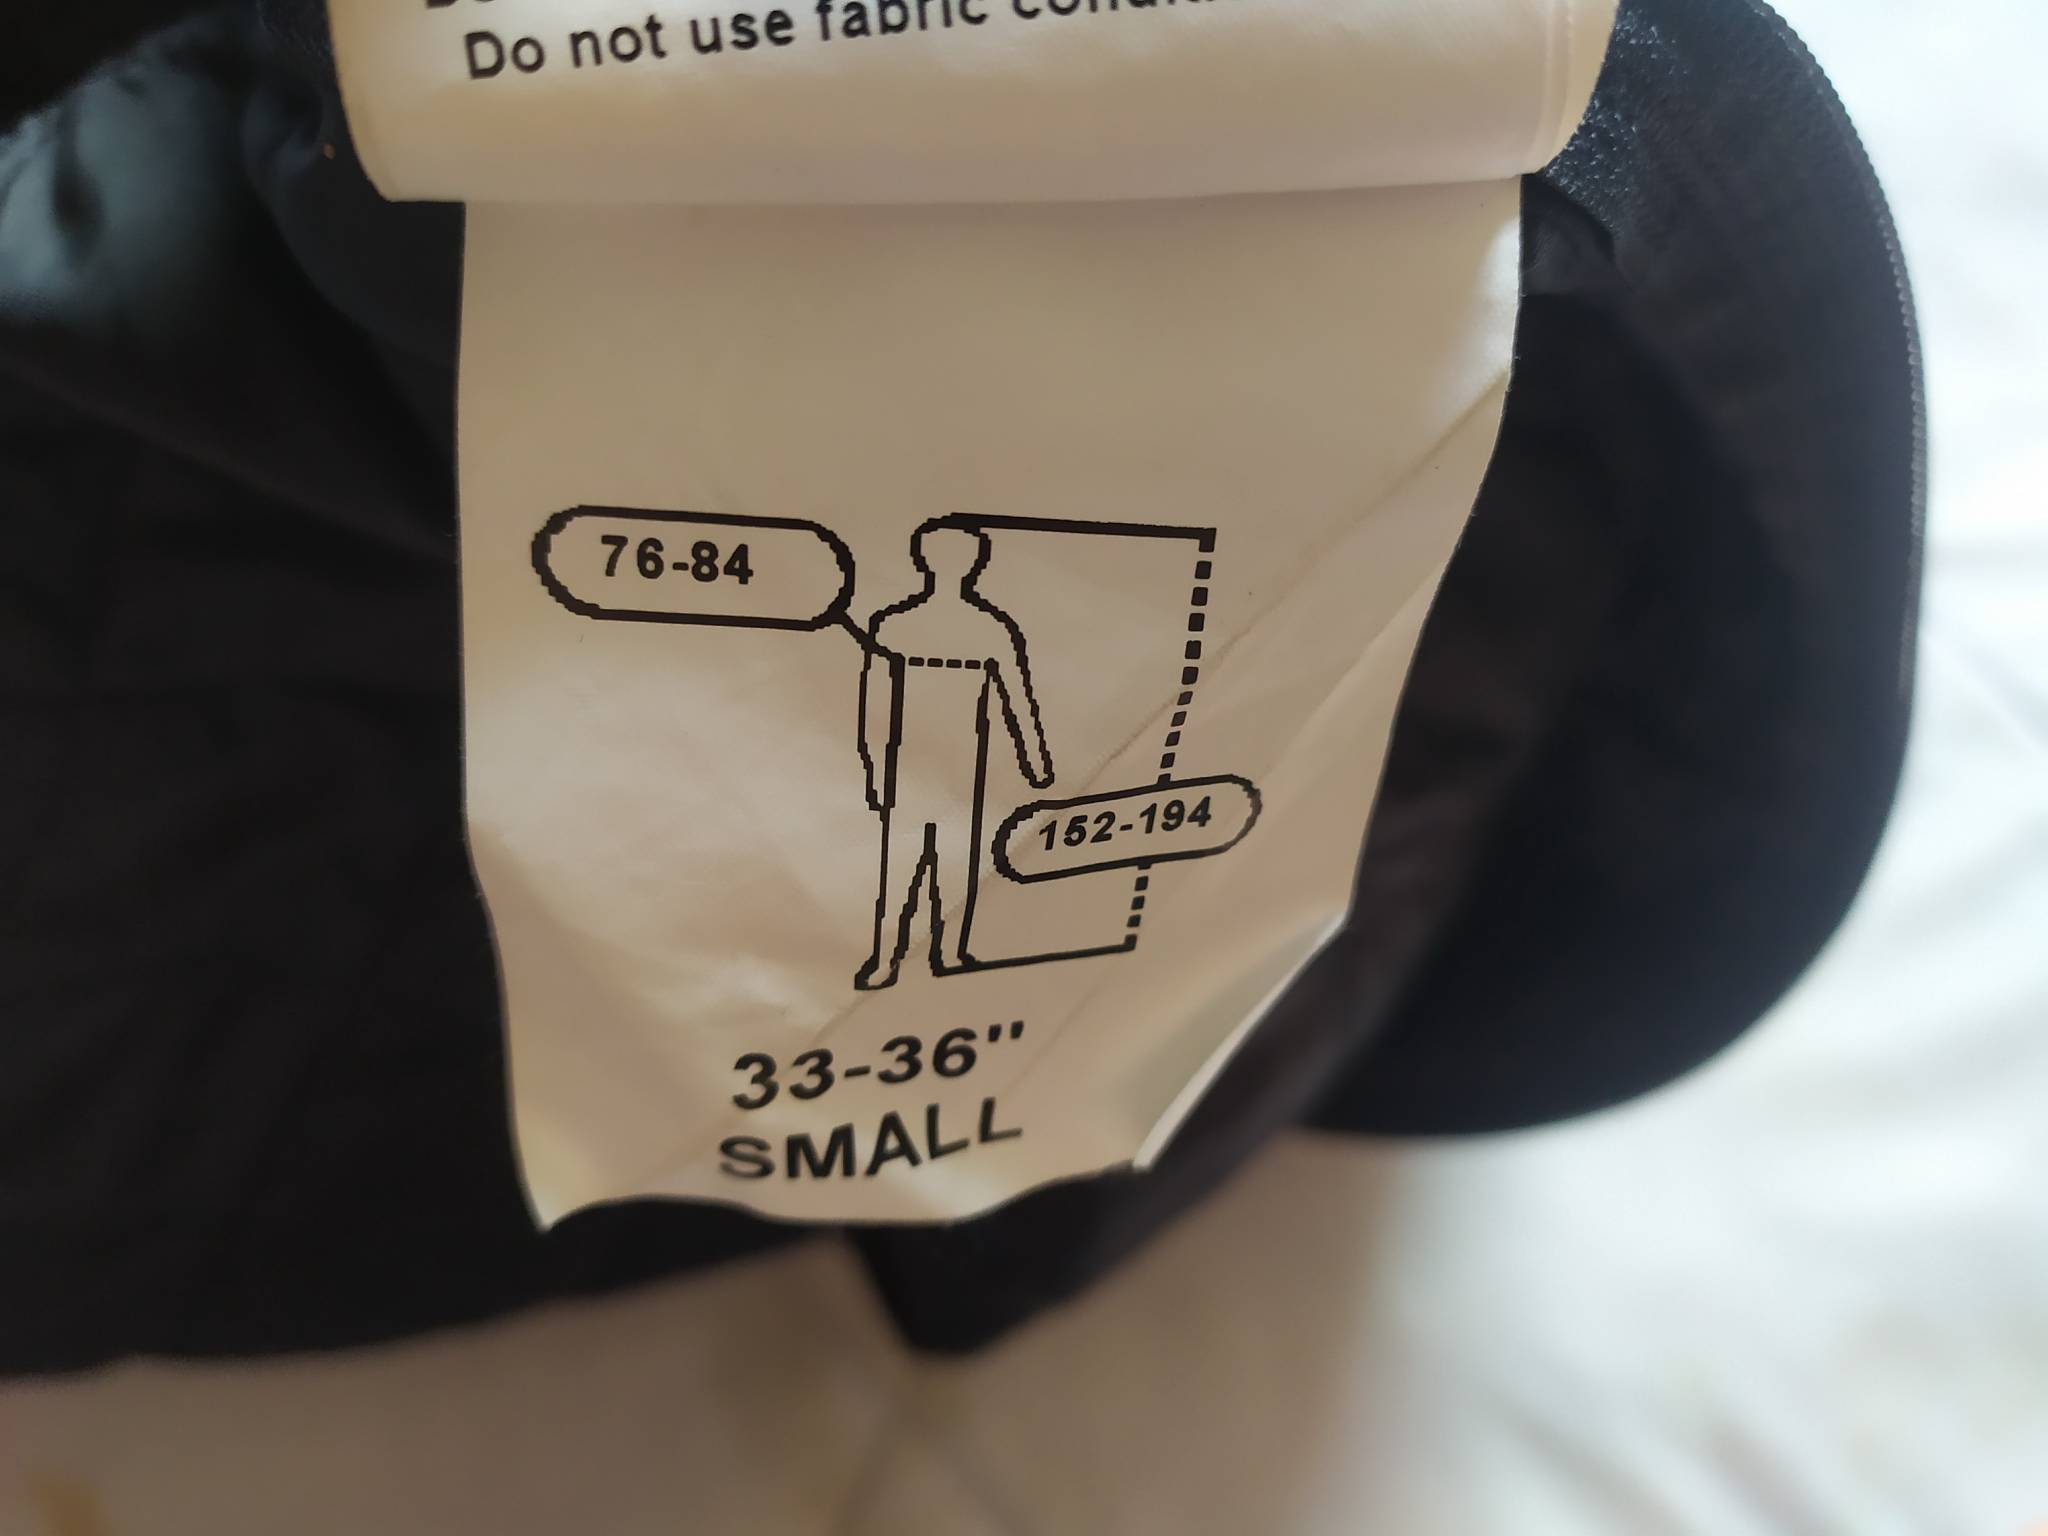 Do not use fabric
76-84
152-194
33-36"
SMALL